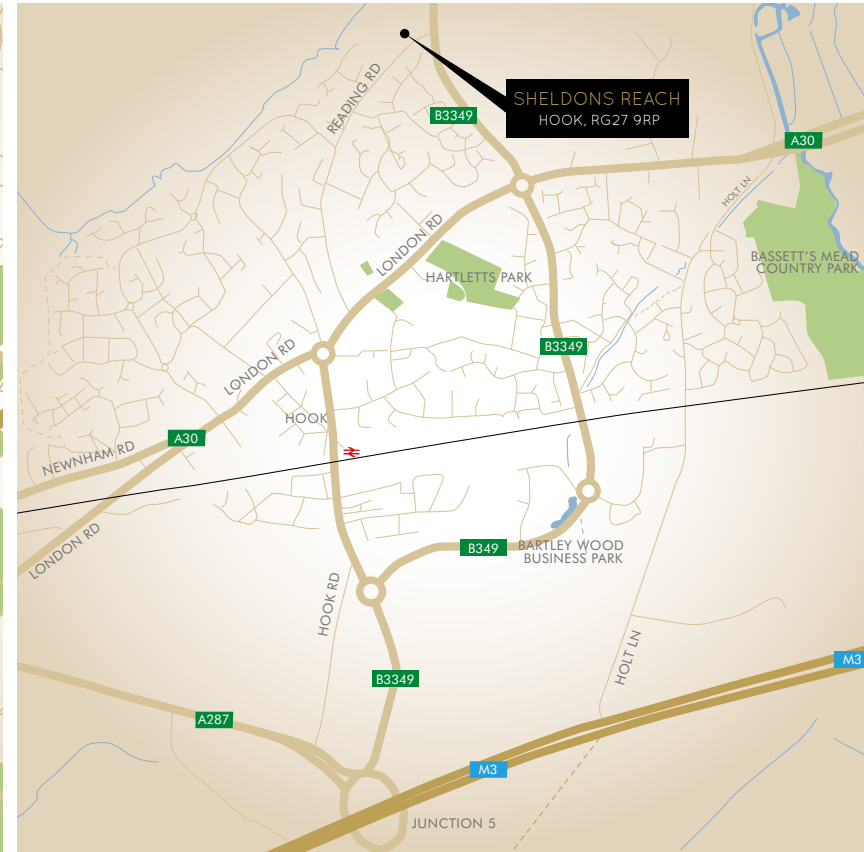 SHELDONS REACH
HOOK, RG27 9RP
READING RD
B3349
A30
HOLT LN
LONDON RD
HARTLETTS PARK
BASSETT'S MEAD
COUNTRY PARK
B3349
LONDON RD
HOOK
A30
NEWNHAM RD
LONDON RD
B349
BARTLEY WOOD
BUSINESS PARK
HOOK RD
HOLT LN
M3
B3349
A287
M3
JUNCTION 5